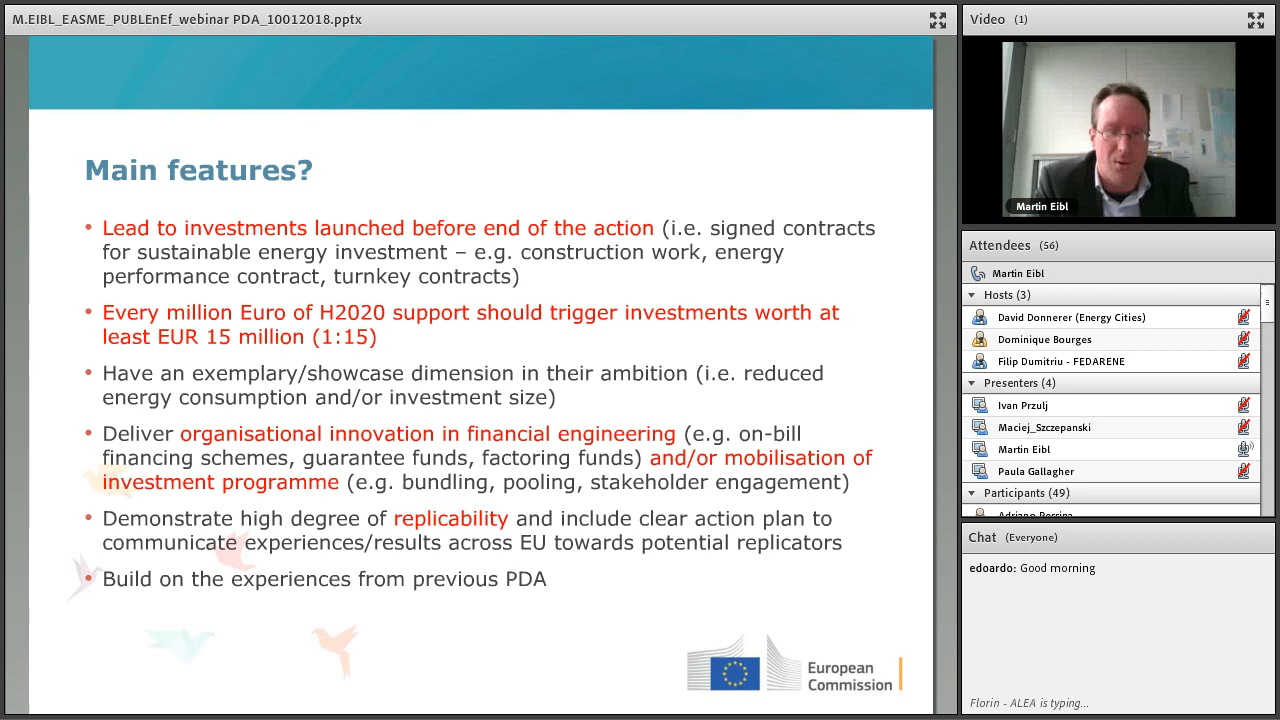 M.EIBL_EASME_PUBLEnEf_webinar PDA_10012018.pptx
Main features?
• Lead to investments launched before end of the action (i.e. signed contracts
for sustainable energy investment – e.g. construction work, energy
performance contract, turnkey contracts)
• Every million Euro of H2020 support should trigger investments worth at
least EUR 15 million (1:15)
• Have an exemplary/showcase dimension in their ambition (i.e. reduced
energy consumption and/or investment size)
• Deliver organisational innovation in financial engineering (e.g. on-bill
financing schemes, guarantee funds, factoring funds) and/or mobilisation of
investment programme (e.g. bundling, pooling, stakeholder engagement)
• Demonstrate high degree of replicability and include clear action plan to
communicate experiences/results across EU towards potential replicators
• Build on the experiences from previous PDA
European
Commission
Video (1)
Martin Eibl
Attendees (56)
Martin Eibl
Hosts (3)
David Donnerer (Energy Cities)
Dominique Bourges
Filip Dumitriu - FEDARENE
Presenters (4)
Ivan Przulj
Maciej_Szczepanski
Martin Eibl
Paula Gallagher
Participants (49)
Chat (Everyone)
edoardo: Good morning
Florin - ALEA is typing...